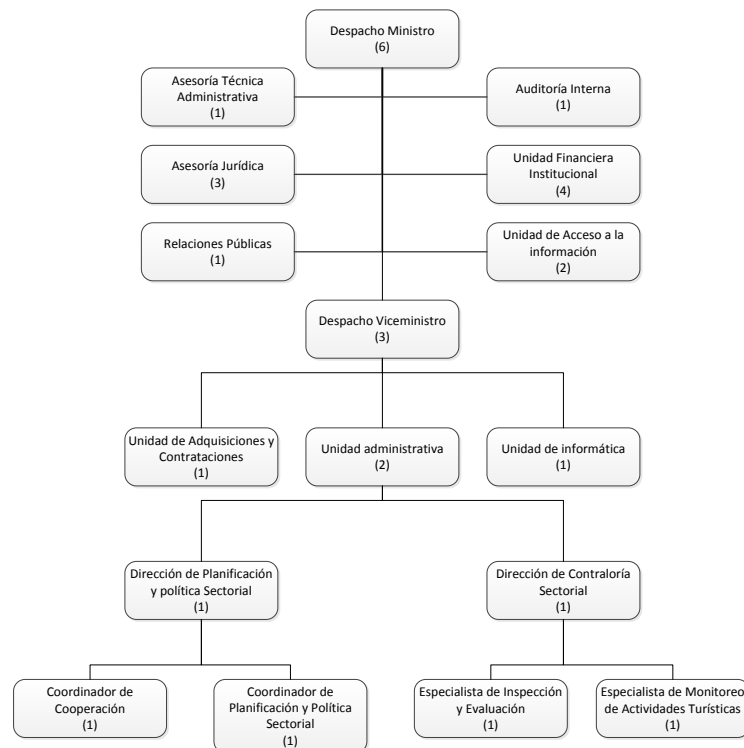 Despacho Ministro
(6)
Asesoría Técnica
Administrativa
(1)
Auditoría Interna
(1)
Asesoría Jurídica
(3)
Unidad Financiera
Institucional
(4)
Relaciones Públicas
(1)
Unidad de Acceso a la
información
(2)
Despacho Viceministro
(3)
Unidad de Adquisiciones y
Contrataciones
(1)
Unidad administrativa
(2)
Unidad de informática
(1)
Dirección de Planificación
y política Sectorial
(1)
Dirección de Contraloría
Sectorial
(1)
Coordinador de
Cooperación
(1)
Coordinador de
Planificación y Política
Sectorial
(1)
Especialista de Inspección
y Evaluación
(1)
Especialista de Monitoreo
de Actividades Turísticas
(1)